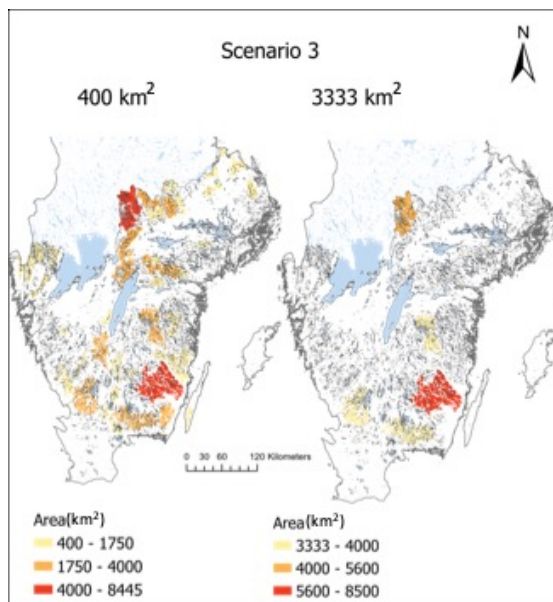 N
Scenario 3
400 km²
3333 km²
0 30 60 120 Kilometers
Area(km²)
400 - 1750
1750 - 4000
4000 - 8445
Area(km²)
3333 - 4000
4000 - 5600
5600 - 8500